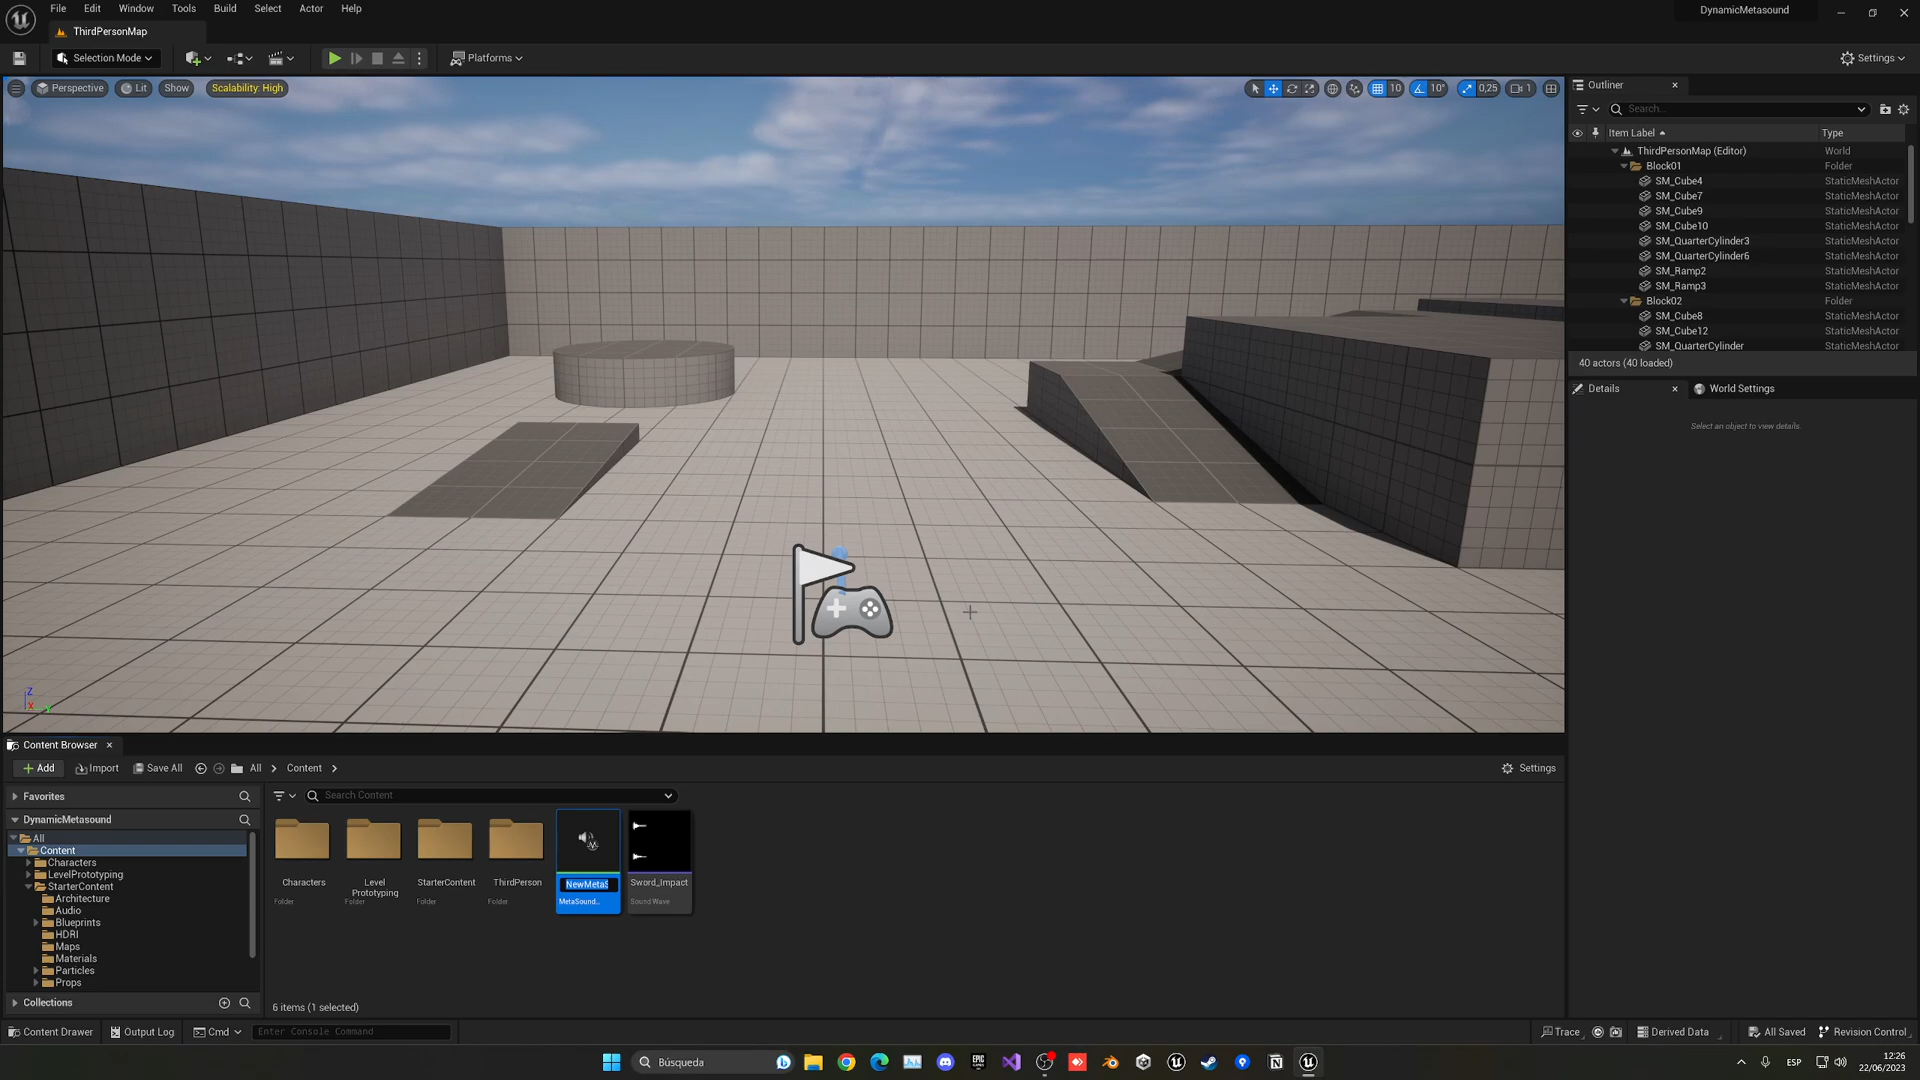 File Edit Window Tools Build Select Actor Help
DynamicMetasound
ThirdPersonMap
Selection Mode
Platforms
Settings
Perspective Lit Show Scalability: High
10 10° 0,25 1
Outliner
Search...
Item Label Type
ThirdPersonMap (Editor) World
Block01 Folder
SM_Cube4 StaticMeshActor
SM_Cube7 StaticMeshActor
SM_Cube9 StaticMeshActor
SM_Cube10 StaticMeshActor
SM_QuarterCylinder3 StaticMeshActor
SM_QuarterCylinder6 StaticMeshActor
SM_Ramp2 StaticMeshActor
SM_Ramp3 StaticMeshActor
Block02 Folder
SM_Cube8 StaticMeshActor
SM_Cube12 StaticMeshActor
SM_QuarterCylinder StaticMeshActor
40 actors (40 loaded)
Details World Settings
Select an object to view details.
Z
X Y
Content Browser
Add Import Save All All Content Settings
Favorites
Search Content
DynamicMetasound
All
Content
Characters
LevelPrototyping
StarterContent
Architecture
Audio
Blueprints
HDRI
Maps
Materials
Particles
Props
Collections
Characters
Folder
Level
Prototyping
Folder
StarterContent
Folder
ThirdPerson
Folder
NewMetaS
MetaSound...
Sword_Impact
Sound Wave
6 items (1 selected)
Content Drawer Output Log Cmd Enter Console Command
Trace Derived Data All Saved Revision Control
Búsqueda
EPIC GAMES
ESP
12:26
22/06/2023